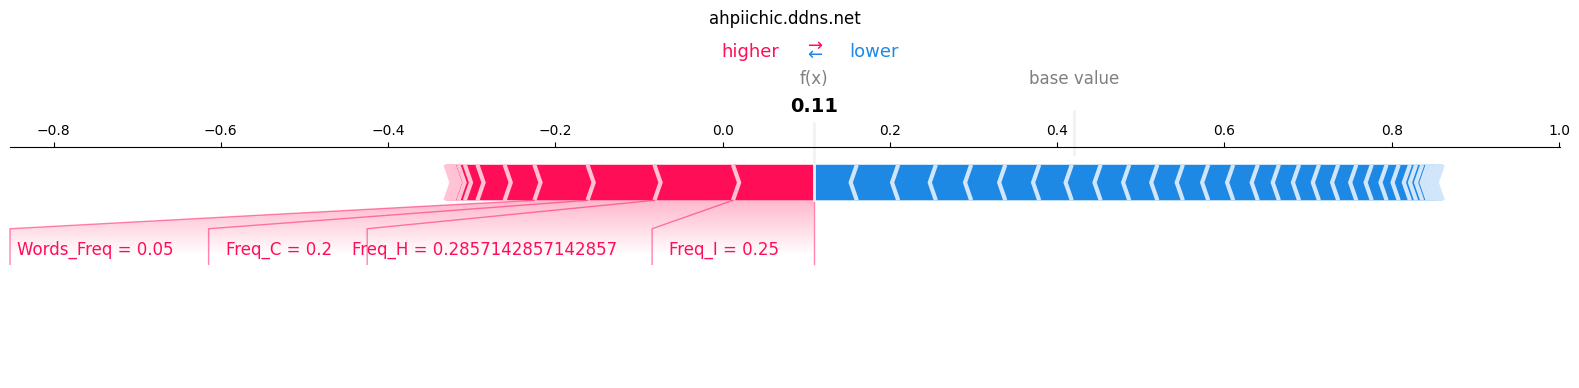 ahpiichic.ddns.net
higher → ← lower
f(x) base value
0.11
−0.8 −0.6 −0.4 −0.2 0.0 0.2 0.4 0.6 0.8 1.0
Words_Freq = 0.05 Freq_C = 0.2 Freq_H = 0.2857142857142857 Freq_I = 0.25